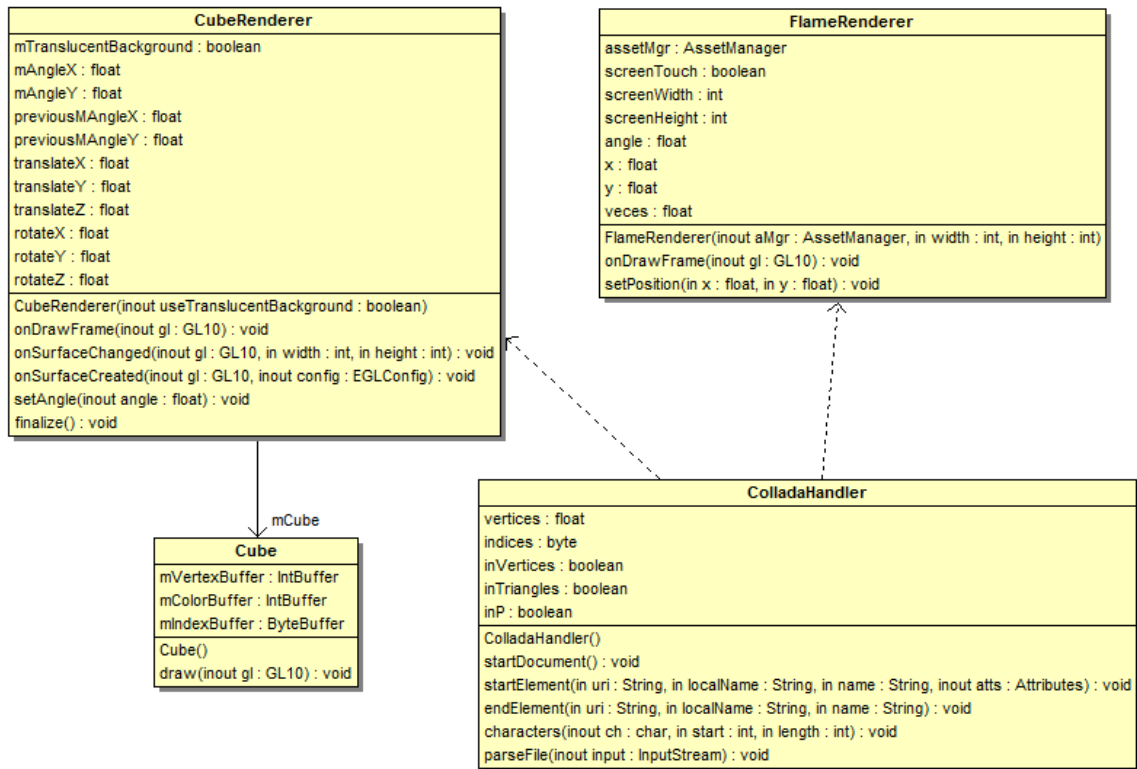 CubeRenderer
mTranslucentBackground : boolean
mAngleX : float
mAngleY : float
previousMAngleX : float
previousMAngleY : float
translateX : float
translateY : float
translateZ : float
rotateX : float
rotateY : float
rotateZ : float
CubeRenderer(inout useTranslucentBackground : boolean)
onDrawFrame(inout gl : GL10) : void
onSurfaceChanged(inout gl : GL10, in width : int, in height : int) : void
onSurfaceCreated(inout gl : GL10, inout config : EGLConfig) : void
setAngle(inout angle : float) : void
finalize() : void
FlameRenderer
assetMgr : AssetManager
screenTouch : boolean
screenWidth : int
screenHeight : int
angle : float
x : float
y : float
veces : float
FlameRenderer(inout aMgr : AssetManager, in width : int, in height : int)
onDrawFrame(inout gl : GL10) : void
setPosition(in x : float, in y : float) : void
mCube
Cube
mVertexBuffer : IntBuffer
mColorBuffer : IntBuffer
mIndexBuffer : ByteBuffer
Cube()
draw(inout gl : GL10) : void
ColladaHandler
vertices : float
indices : byte
inVertices : boolean
inTriangles : boolean
inP : boolean
ColladaHandler()
startDocument() : void
startElement(in uri : String, in localName : String, in name : String, inout atts : Attributes) : void
endElement(in uri : String, in localName : String, in name : String) : void
characters(inout ch : char, in start : int, in length : int) : void
parseFile(inout input : InputStream) : void